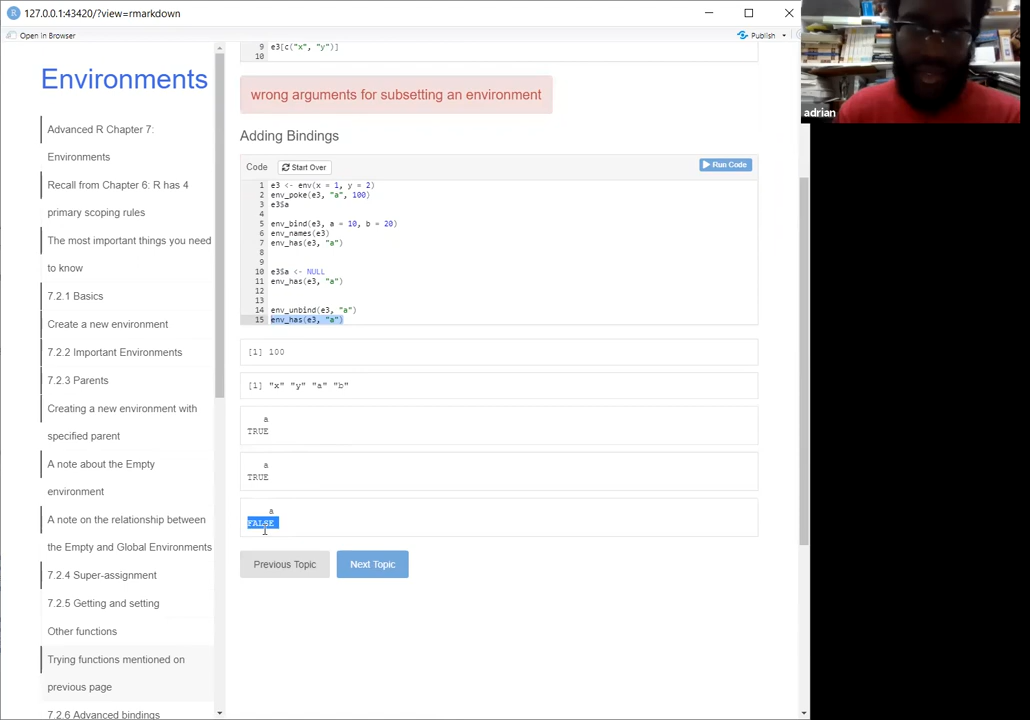 127.0.0.1:43420/?view=rmarkdown
Open in Browser
Publish
Environments
Advanced R Chapter 7:
Environments
Recall from Chapter 6: R has 4
primary scoping rules
The most important things you need
to know
7.2.1 Basics
Create a new environment
7.2.2 Important Environments
7.2.3 Parents
Creating a new environment with
specified parent
A note about the Empty
environment
A note on the relationship between
the Empty and Global Environments
7.2.4 Super-assignment
7.2.5 Getting and setting
Other functions
Trying functions mentioned on
previous page
7.2.6 Advanced bindings
9 e3[c("x", "y")]
10
wrong arguments for subsetting an environment
Adding Bindings
Code
Start Over
Run Code
1 e3 <- env(x = 1, y = 2)
2 env_poke(e3, "a", 100)
3 e3$a
4
5 env_bind(e3, a = 10, b = 20)
6 env_names(e3)
7 env_has(e3, "a")
8
9
10 e3$a <- NULL
11 env_has(e3, "a")
12
13
14 env_unbind(e3, "a")
15 env_has(e3, "a")
[1] 100
[1] "x" "y" "a" "b"
a
TRUE
a
TRUE
a
FALSE
Previous Topic
Next Topic
adrian